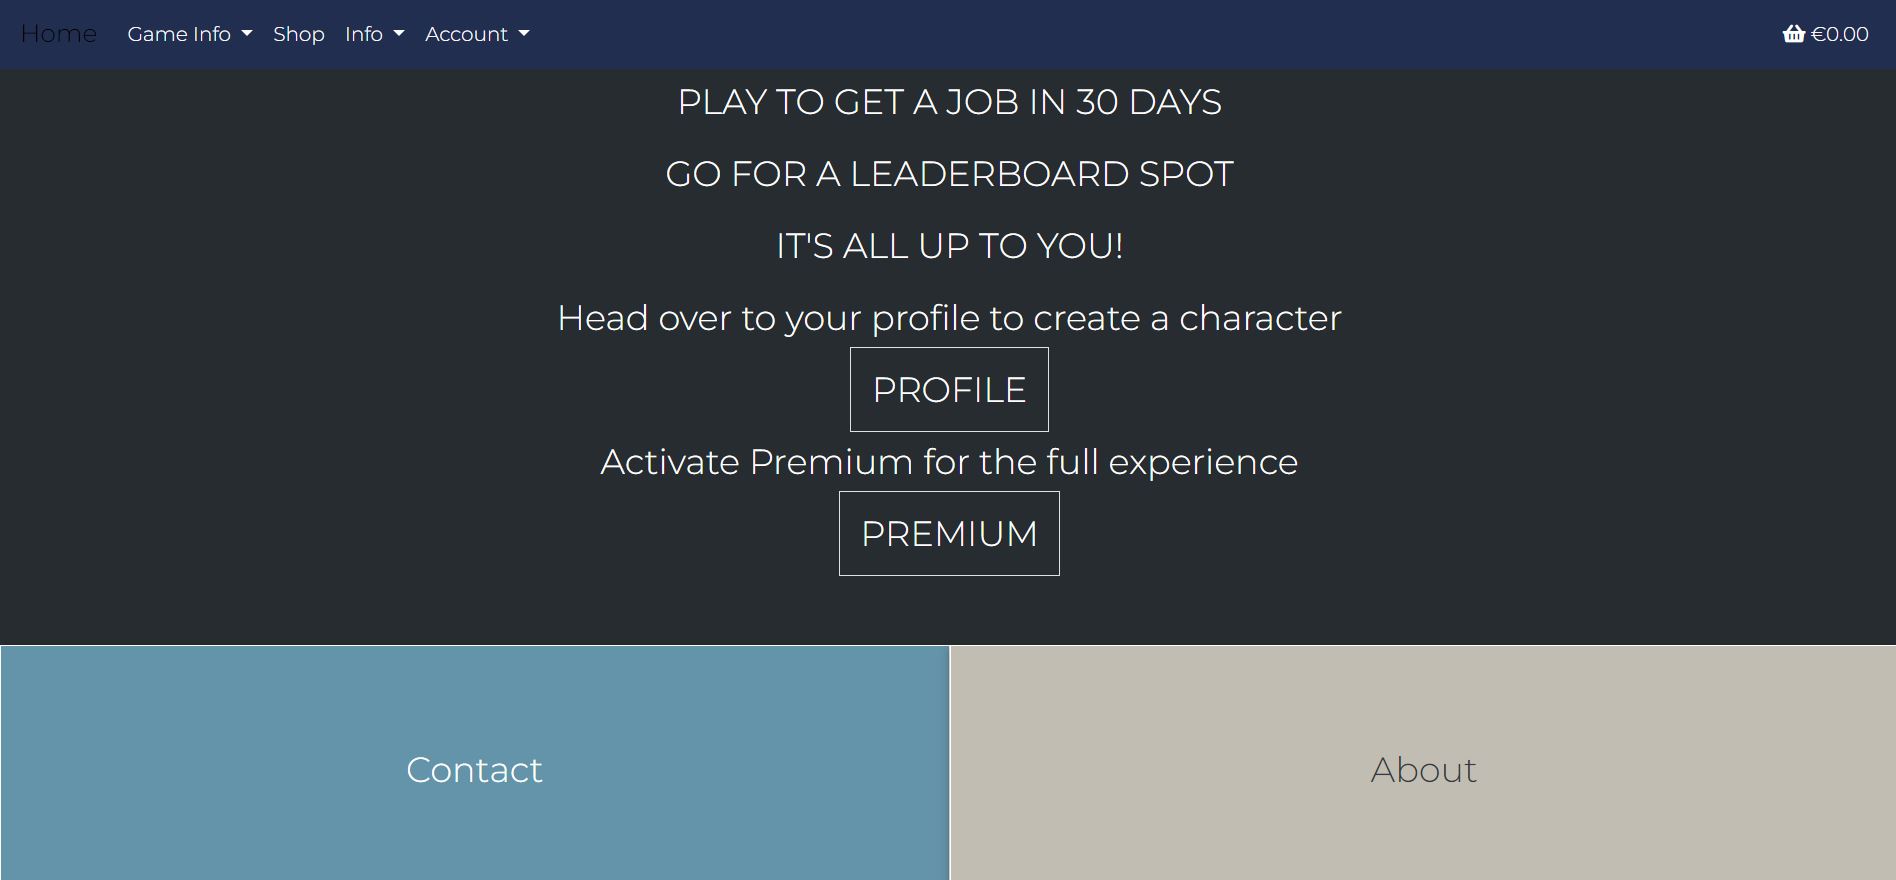 Home Game Info Shop Info Account €0.00
PLAY TO GET A JOB IN 30 DAYS
GO FOR A LEADERBOARD SPOT
IT'S ALL UP TO YOU!
Head over to your profile to create a character
PROFILE
Activate Premium for the full experience
PREMIUM
Contact
About